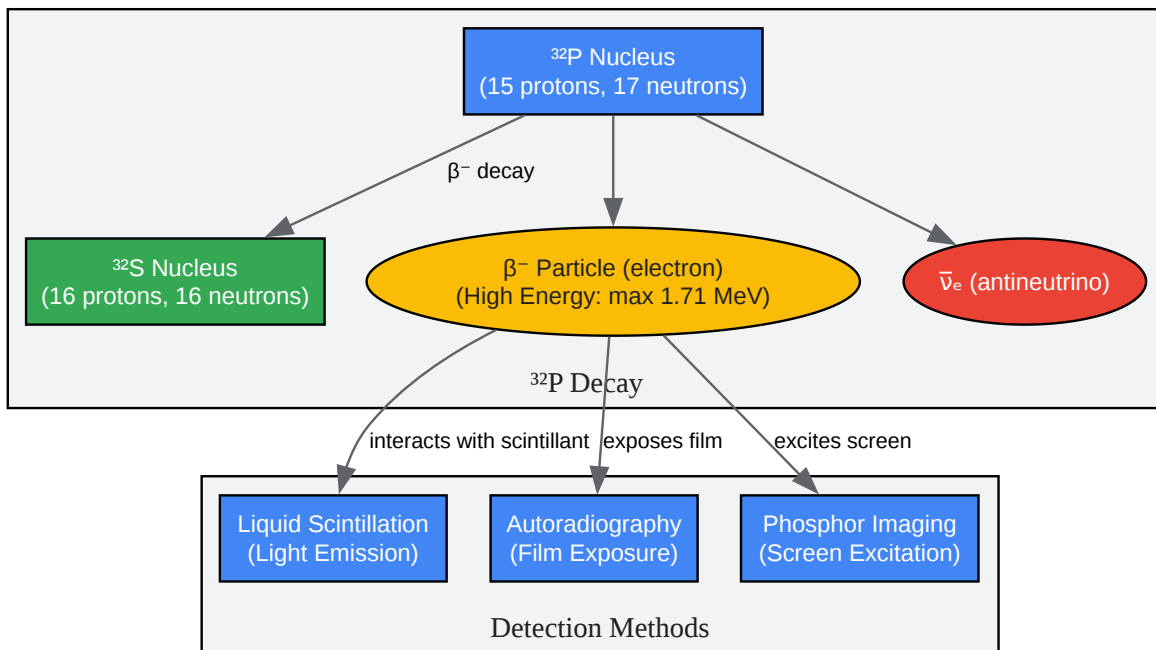 ³²P Nucleus
(15 protons, 17 neutrons)
β⁻ decay
³²S Nucleus
(16 protons, 16 neutrons)
β⁻ Particle (electron)
(High Energy: max 1.71 MeV)
ν̅ₑ (antineutrino)
³²P Decay
interacts with scintillant
exposes film
excites screen
Liquid Scintillation
(Light Emission)
Autoradiography
(Film Exposure)
Phosphor Imaging
(Screen Excitation)
Detection Methods